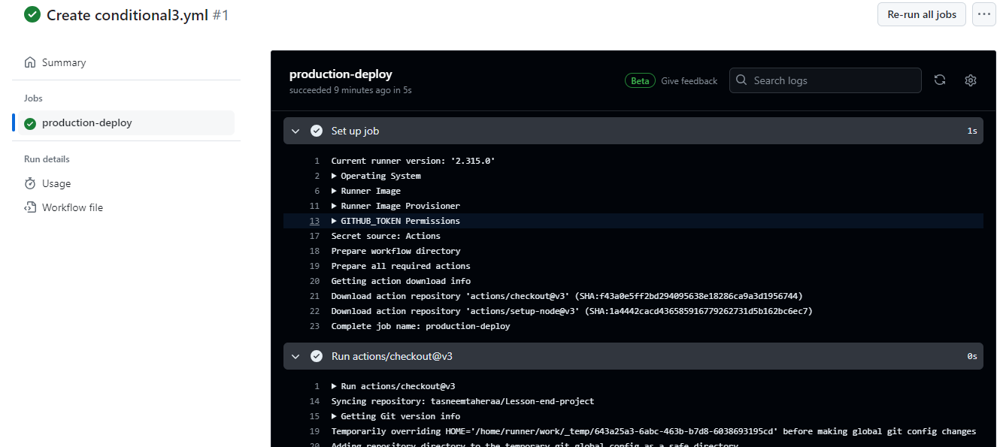 Create conditional3.yml #1
Re-run all jobs
Summary
Jobs
production-deploy
Run details
Usage
Workflow file
production-deploy
succeeded 9 minutes ago in 5s
Beta
Give feedback
Search logs
Set up job
1s
1 Current runner version: '2.315.0'
2 Operating System
6 Runner Image
11 Runner Image Provisioner
13 GITHUB_TOKEN Permissions
17 Secret source: Actions
18 Prepare workflow directory
19 Prepare all required actions
20 Getting action download info
21 Download action repository 'actions/checkout@v3' (SHA:f43a0e5ff2bd294095638e18286ca9a3d1956744)
22 Download action repository 'actions/setup-node@v3' (SHA:1a4442cacd436585916779262731d5b162bc6ec7)
23 Complete job name: production-deploy
Run actions/checkout@v3
0s
1 Run actions/checkout@v3
14 Syncing repository: tasneemtaheraa/Lesson-end-project
15 Getting Git version info
19 Temporarily overriding HOME='/home/runner/work/_temp/643a25a3-6abc-463b-b7d8-6038693195cd' before making global git config changes
20 Adding repository directory to the temporary git global config as a safe directory